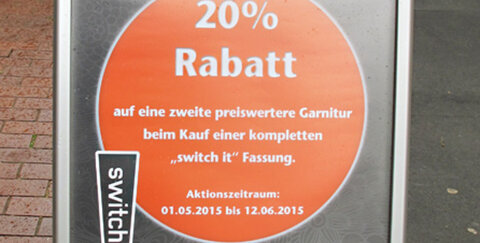 20%
Rabatt
auf eine zweite preiswertere Garnitur
beim Kauf einer kompletten
„switch it" Fassung.
Aktionszeitraum:
01.05.2015 bis 12.06.2015
switch